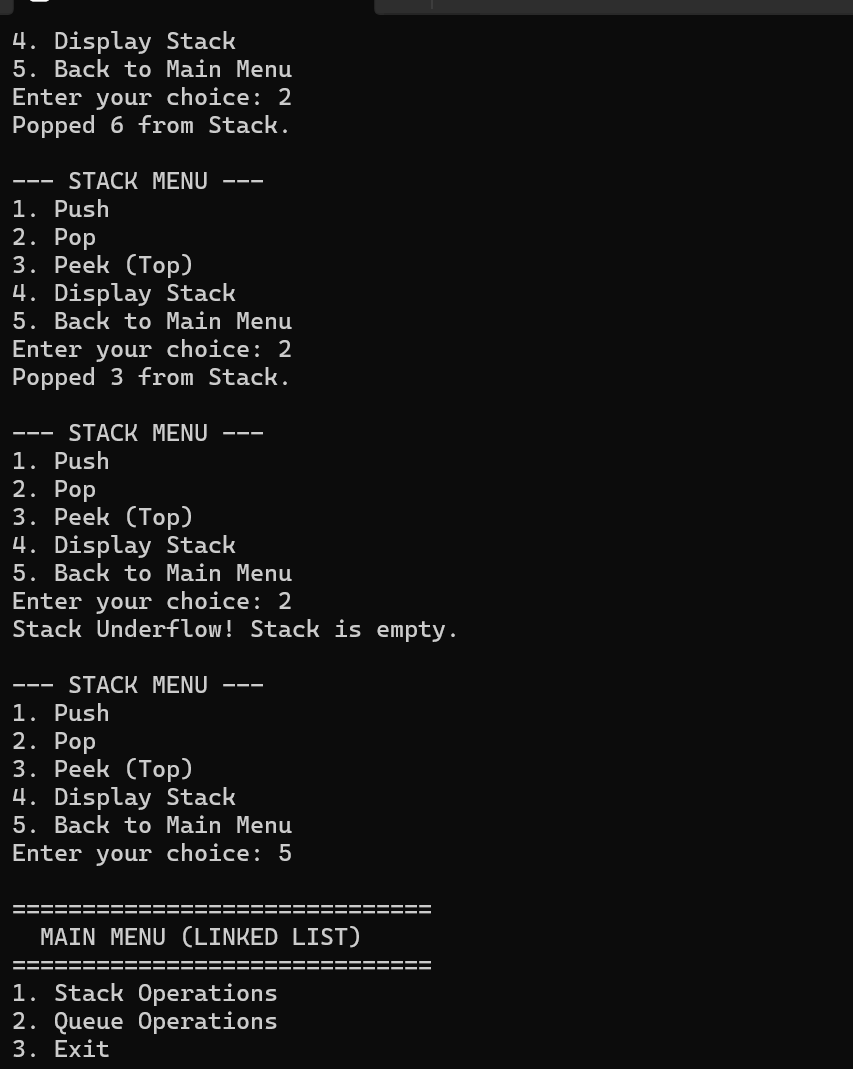 4. Display Stack
5. Back to Main Menu
Enter your choice: 2
Popped 6 from Stack.
--- STACK MENU ---
1. Push
2. Pop
3. Peek (Top)
4. Display Stack
5. Back to Main Menu
Enter your choice: 2
Popped 3 from Stack.
--- STACK MENU ---
1. Push
2. Pop
3. Peek (Top)
4. Display Stack
5. Back to Main Menu
Enter your choice: 2
Stack Underflow! Stack is empty.
--- STACK MENU ---
1. Push
2. Pop
3. Peek (Top)
4. Display Stack
5. Back to Main Menu
Enter your choice: 5
==============================
  MAIN MENU (LINKED LIST)
==============================
1. Stack Operations
2. Queue Operations
3. Exit